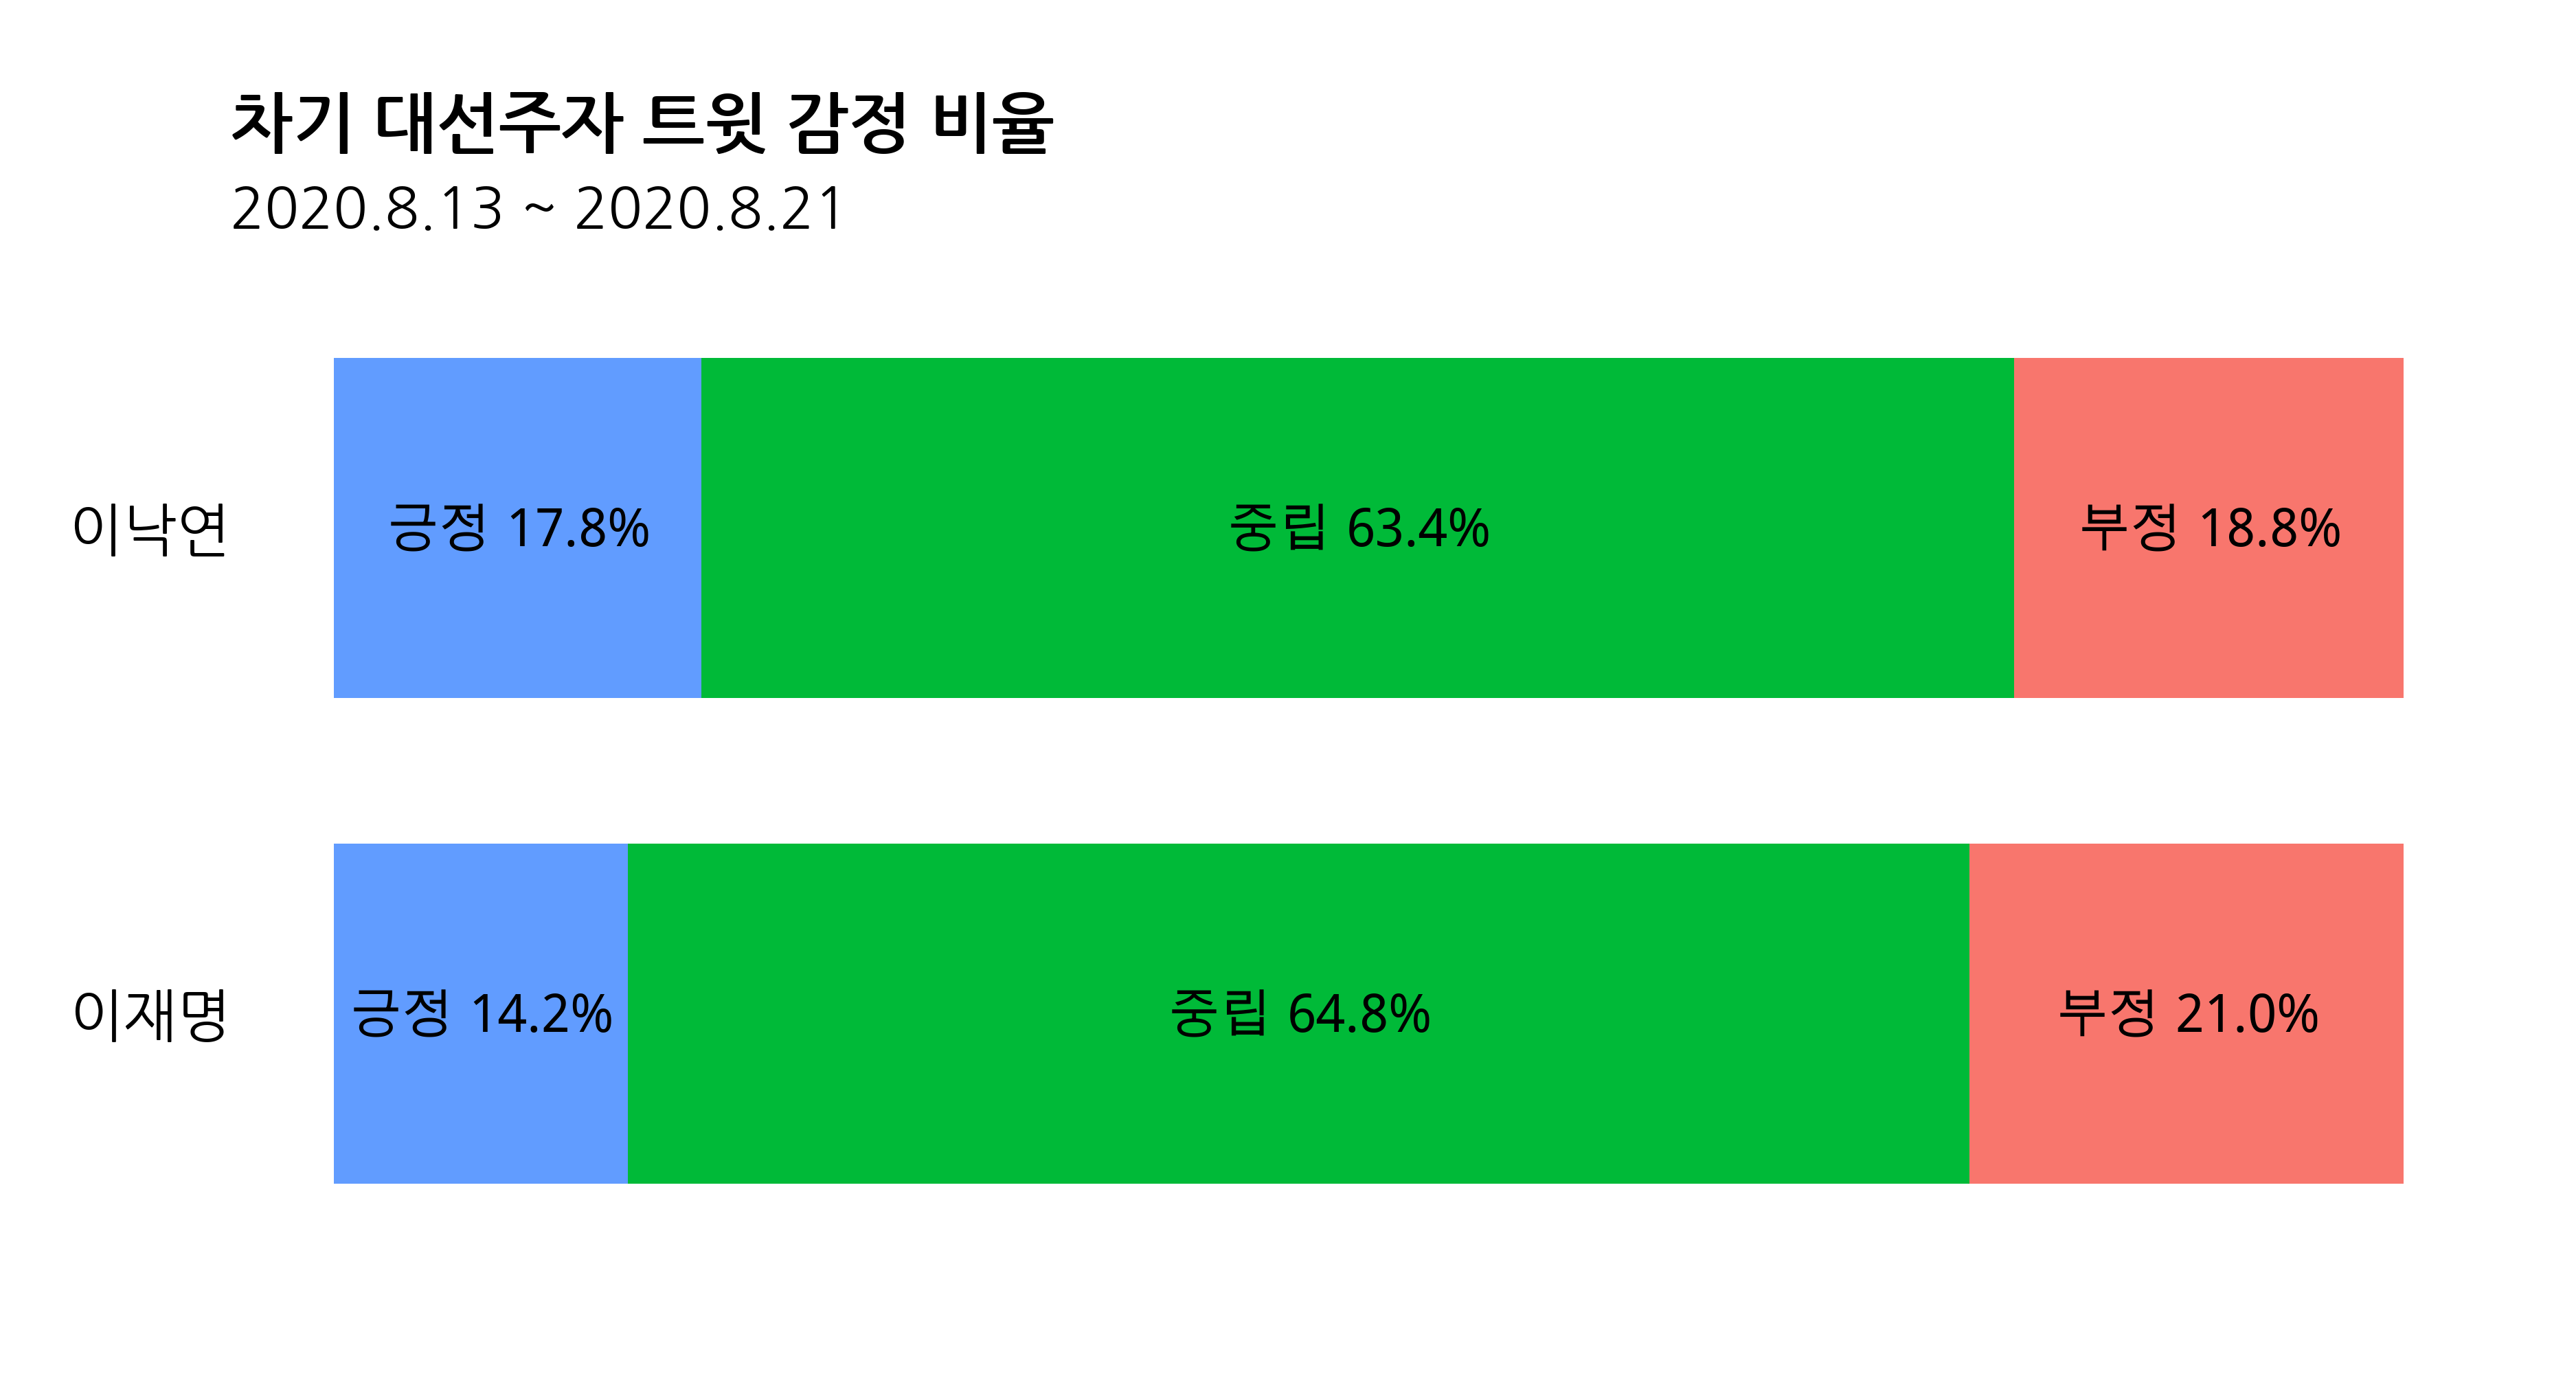 차기 대선주자 트윗 감정 비율
2020.8.13 ~ 2020.8.21
이낙연 긍정 17.8% 중립 63.4% 부정 18.8%
이재명 긍정 14.2% 중립 64.8% 부정 21.0%